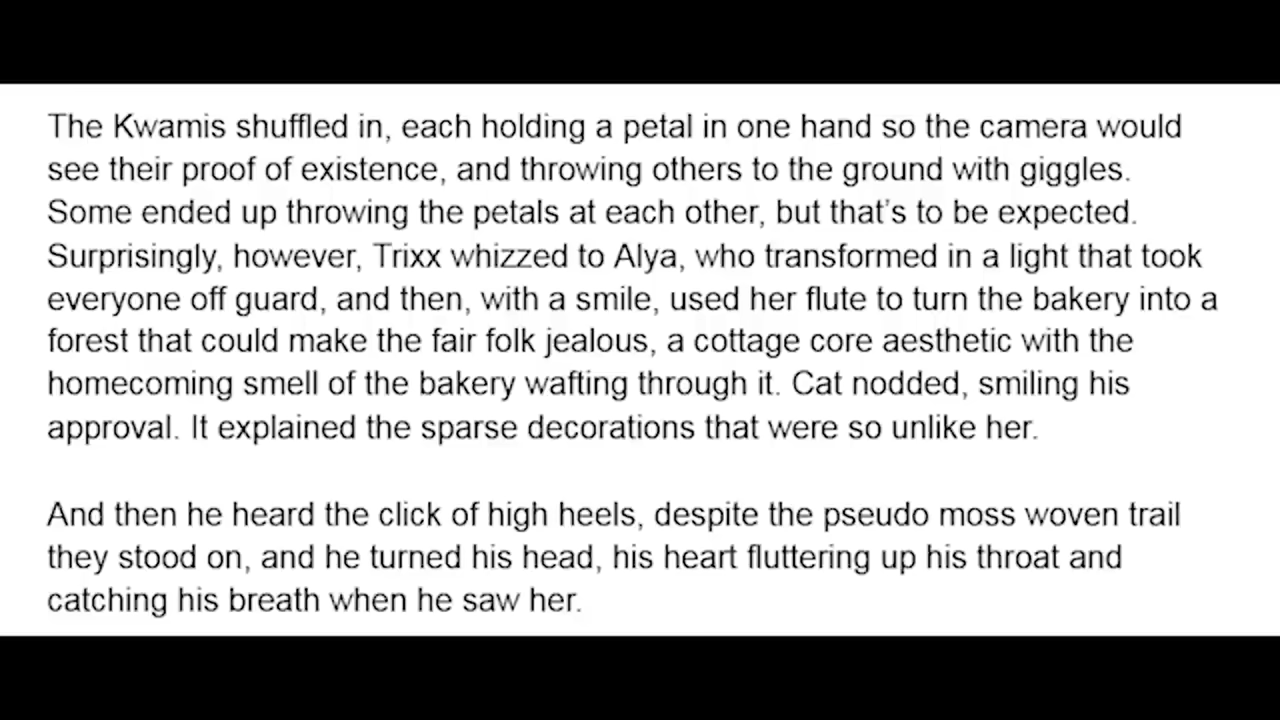 The Kwamis shuffled in, each holding a petal in one hand so the camera would
see their proof of existence, and throwing others to the ground with giggles.
Some ended up throwing the petals at each other, but that’s to be expected.
Surprisingly, however, Trixx whizzed to Alya, who transformed in a light that took
everyone off guard, and then, with a smile, used her flute to turn the bakery into a
forest that could make the fair folk jealous, a cottage core aesthetic with the
homecoming smell of the bakery wafting through it. Cat nodded, smiling his
approval. It explained the sparse decorations that were so unlike her.
And then he heard the click of high heels, despite the pseudo moss woven trail
they stood on, and he turned his head, his heart fluttering up his throat and
catching his breath when he saw her.